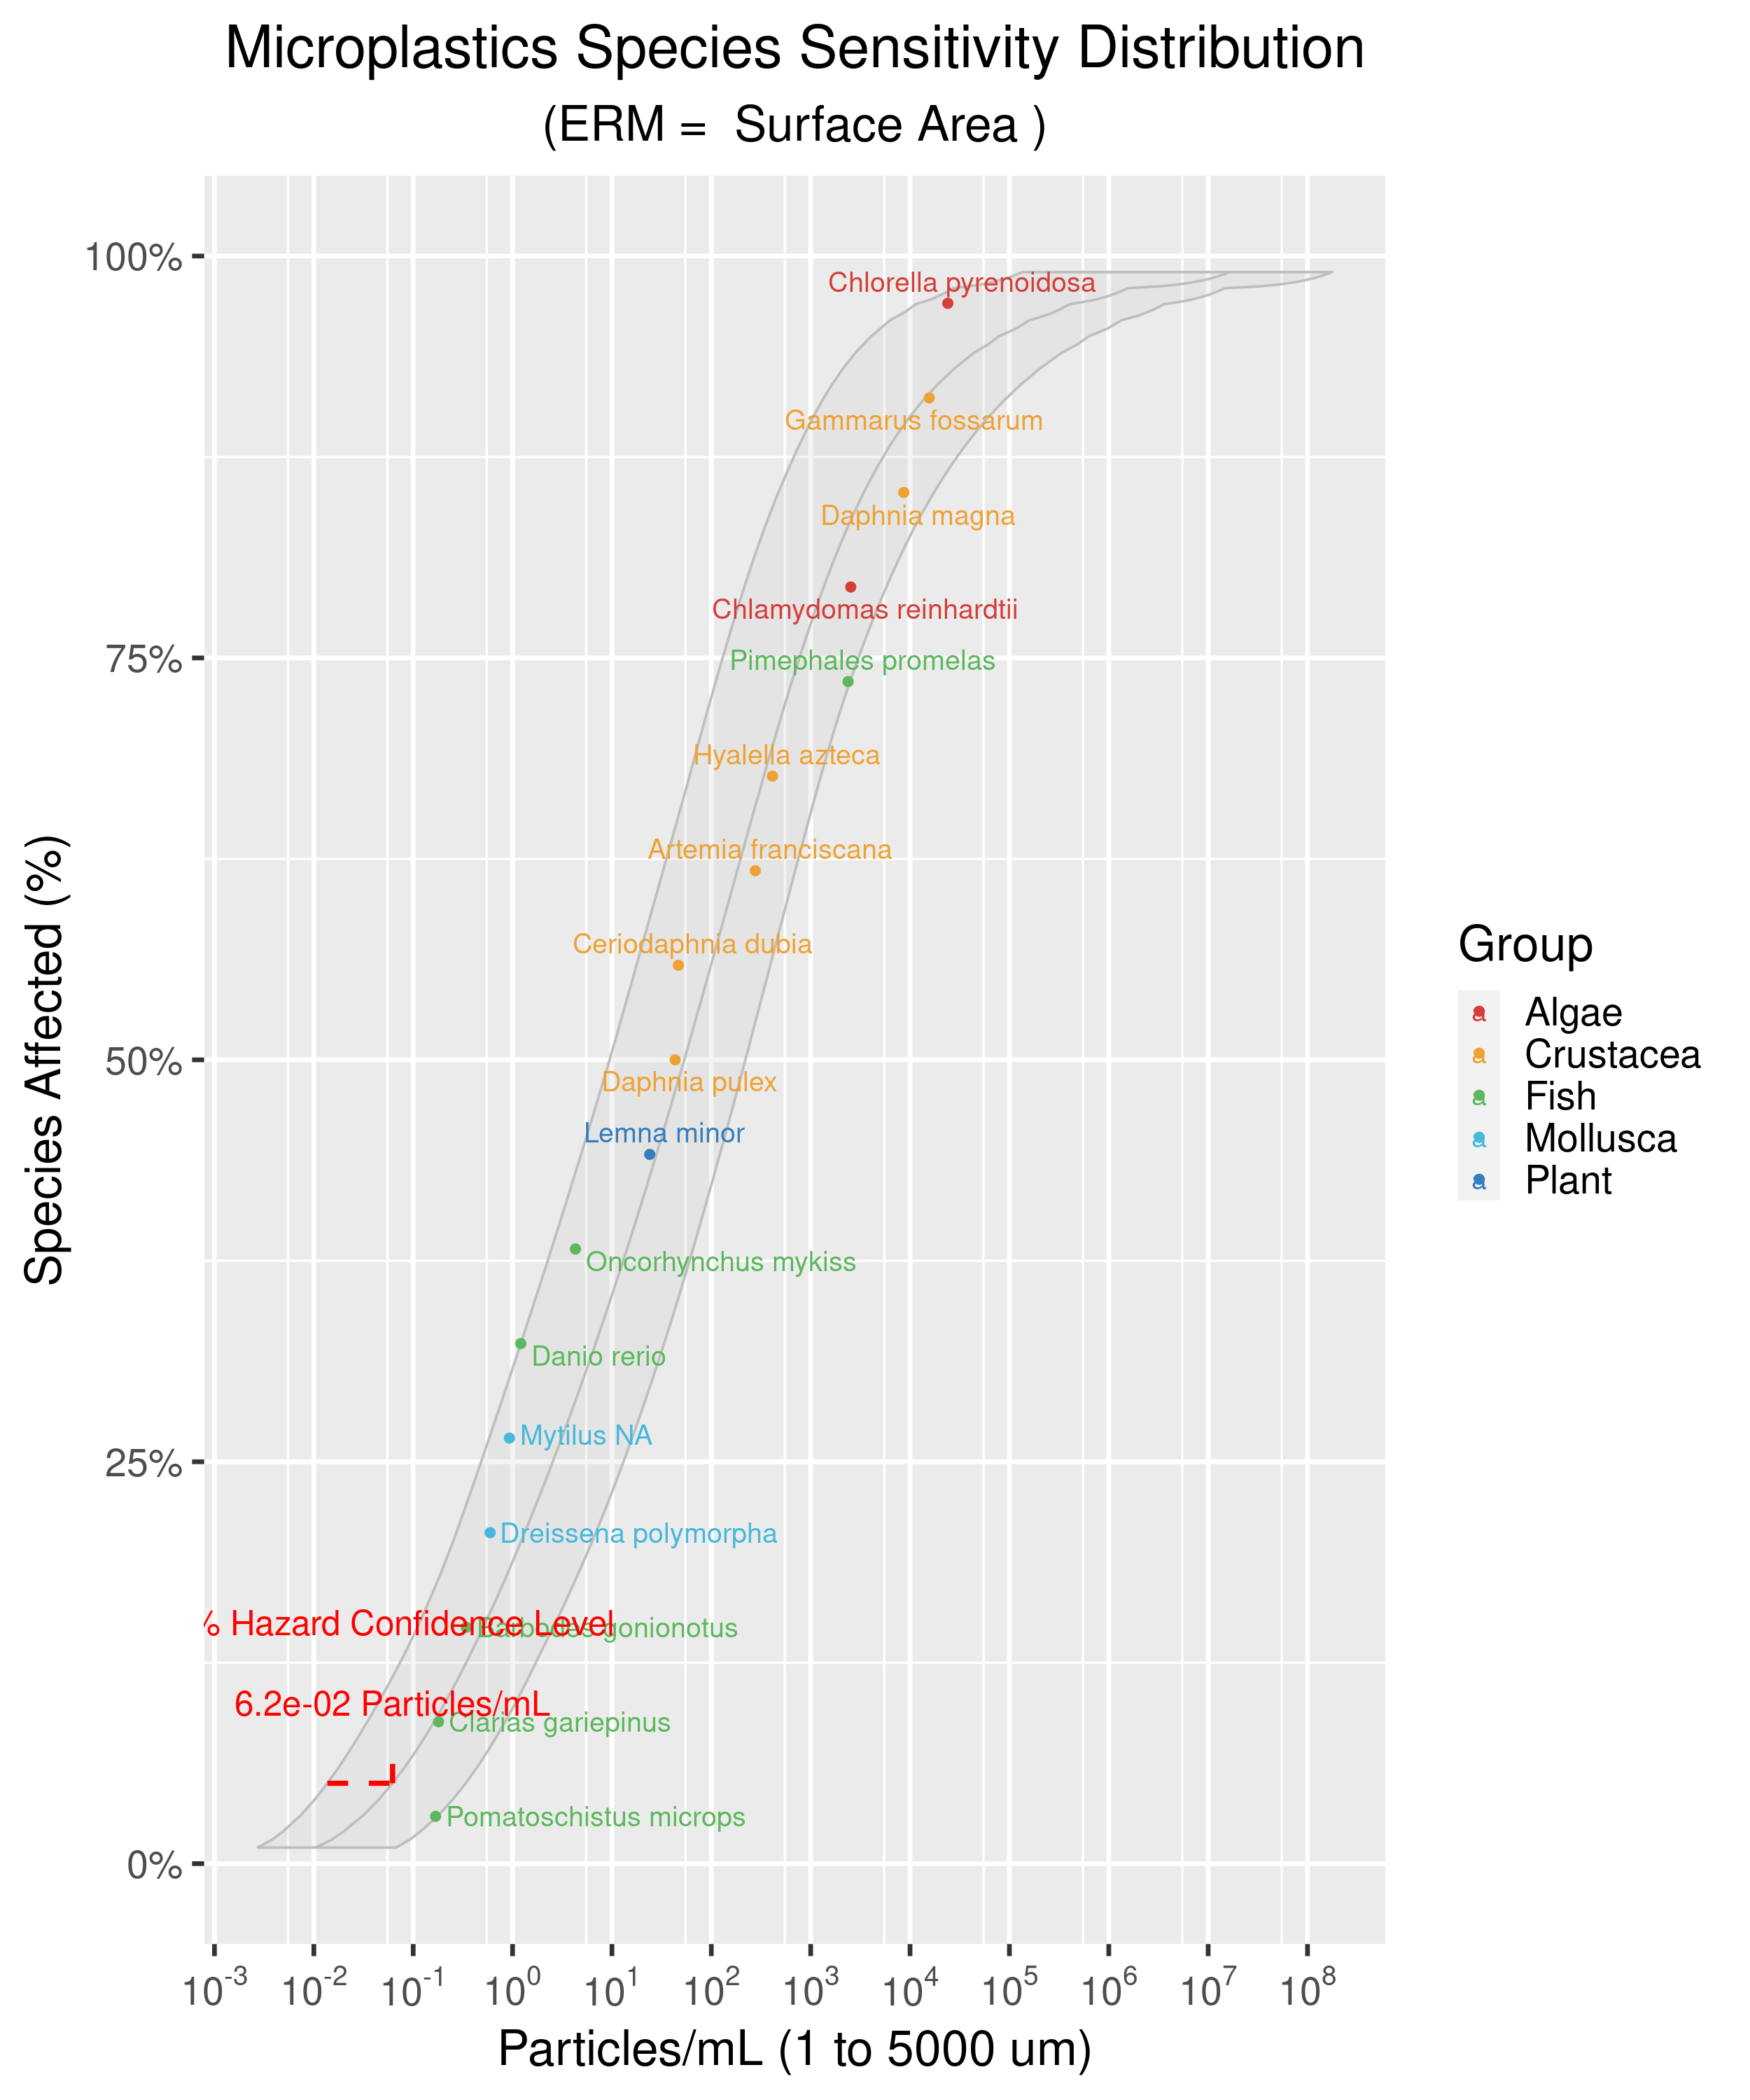 Microplastics Species Sensitivity Distribution
(ERM =  Surface Area )
Species Affected (%)
100%
75%
50%
25%
0%
Chlorella pyrenoidosa
Gammarus fossarum
Daphnia magna
Chlamydomas reinhardtii
Pimephales promelas
Hyalella azteca
Artemia franciscana
Ceriodaphnia dubia
Daphnia pulex
Lemna minor
Oncorhynchus mykiss
Danio rerio
Mytilus NA
Dreissena polymorpha
% Hazard Confidence Level
Barbodes gonionotus
6.2e-02 Particles/mL
Clarias gariepinus
Pomatoschistus microps
10⁻³ 10⁻² 10⁻¹ 10⁰ 10¹ 10² 10³ 10⁴ 10⁵ 10⁶ 10⁷ 10⁸
Particles/mL (1 to 5000 um)
Group
a Algae
a Crustacea
a Fish
a Mollusca
a Plant